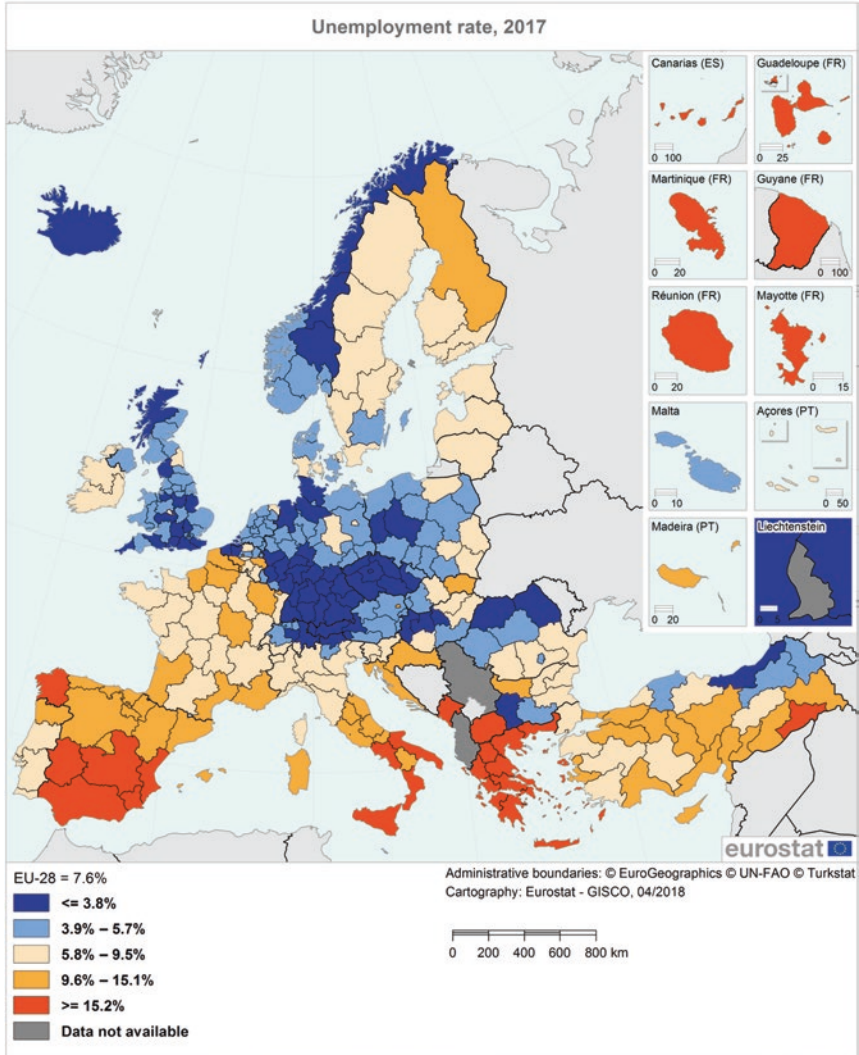 Unemployment rate, 2017
Canarias (ES)
0 100
Guadeloupe (FR)
0 25
Martinique (FR)
0 20
Guyane (FR)
0 100
Réunion (FR)
0 20
Mayotte (FR)
0 15
Malta
0 10
Açores (PT)
0 50
Madeira (PT)
0 20
Liechtenstein
eurostat
EU-28 = 7.6%
<= 3.8%
3.9% – 5.7%
5.8% – 9.5%
9.6% – 15.1%
>= 15.2%
Data not available
Administrative boundaries: © EuroGeographics © UN-FAO © Turkstat
Cartography: Eurostat - GISCO, 04/2018
0 200 400 600 800 km